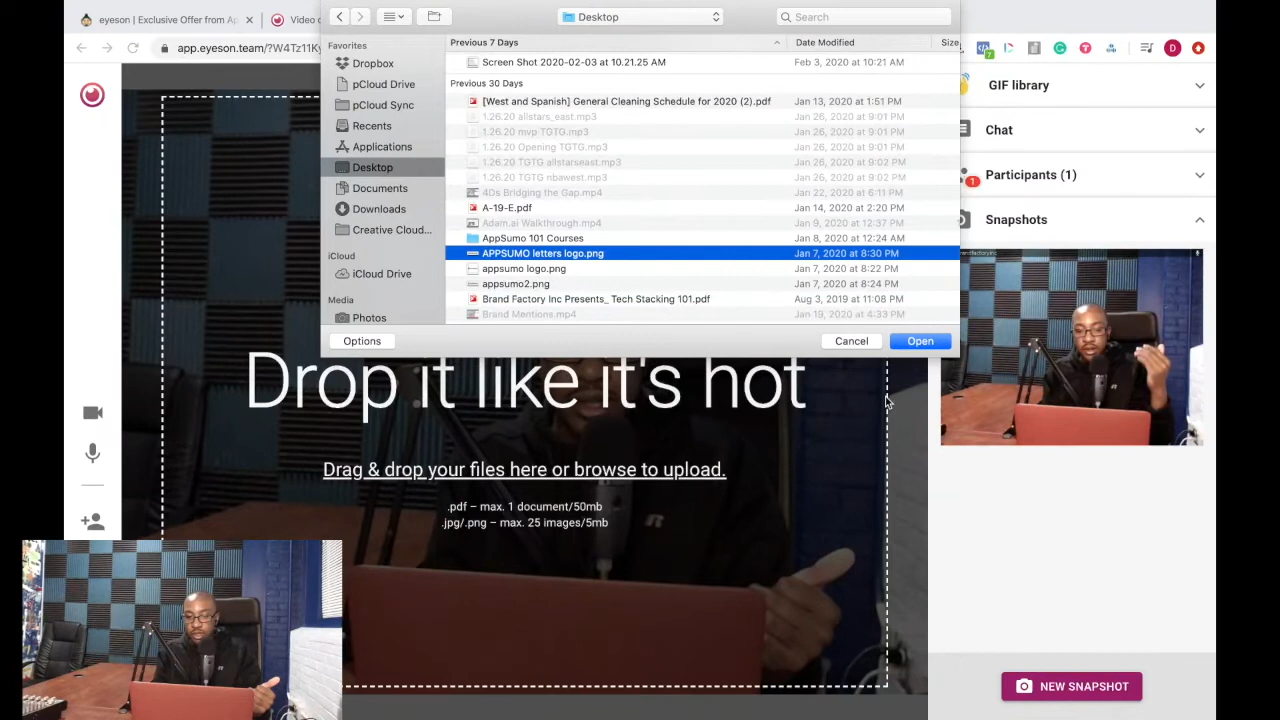 eyeson | Exclusive Offer from Ap
Video c
app.eyeson.team/?W4Tz11Ky
Desktop
Search
Favorites
Dropbox
pCloud Drive
pCloud Sync
Recents
Applications
Desktop
Documents
Downloads
Creative Cloud...
iCloud
iCloud Drive
Media
Photos
Previous 7 Days
Date Modified
Size
Screen Shot 2020-02-03 at 10.21.25 AM
Feb 3, 2020 at 10:21 AM
Previous 30 Days
[West and Spanish] General Cleaning Schedule for 2020 (2).pdf
Jan 13, 2020 at 1:51 PM
1.26.20 allstars_east.mp3
Jan 26, 2020 at 9:01 PM
1.26.20 mvp TGTG.mp3
Jan 26, 2020 at 9:01 PM
1.26.20 Opening TGTG.mp3
Jan 26, 2020 at 9:01 PM
1.26.20 TGTG allstarseast.mp3
Jan 26, 2020 at 9:02 PM
1.26.20 TGTG nbawest.mp3
Jan 26, 2020 at 9:02 PM
4Ds Bridging the Gap.mp4
Jan 22, 2020 at 6:11 PM
A-19-E.pdf
Jan 14, 2020 at 2:20 PM
Adam.ai Walkthrough.mp4
Jan 9, 2020 at 12:37 PM
AppSumo 101 Courses
Jan 8, 2020 at 12:24 AM
APPSUMO letters logo.png
Jan 7, 2020 at 8:30 PM
appsumo logo.png
Jan 7, 2020 at 8:22 PM
appsumo2.png
Jan 7, 2020 at 8:24 PM
Brand Factory Inc Presents_ Tech Stacking 101.pdf
Aug 3, 2019 at 11:08 PM
Brand Mentions.mp4
Jan 19, 2020 at 4:33 PM
Options
Cancel
Open
Drop it like it's hot
Drag & drop your files here or browse to upload.
.pdf – max. 1 document/50mb
.jpg/.png – max. 25 images/5mb
7
D
GIF library
Chat
Participants (1)
1
Snapshots
NEW SNAPSHOT